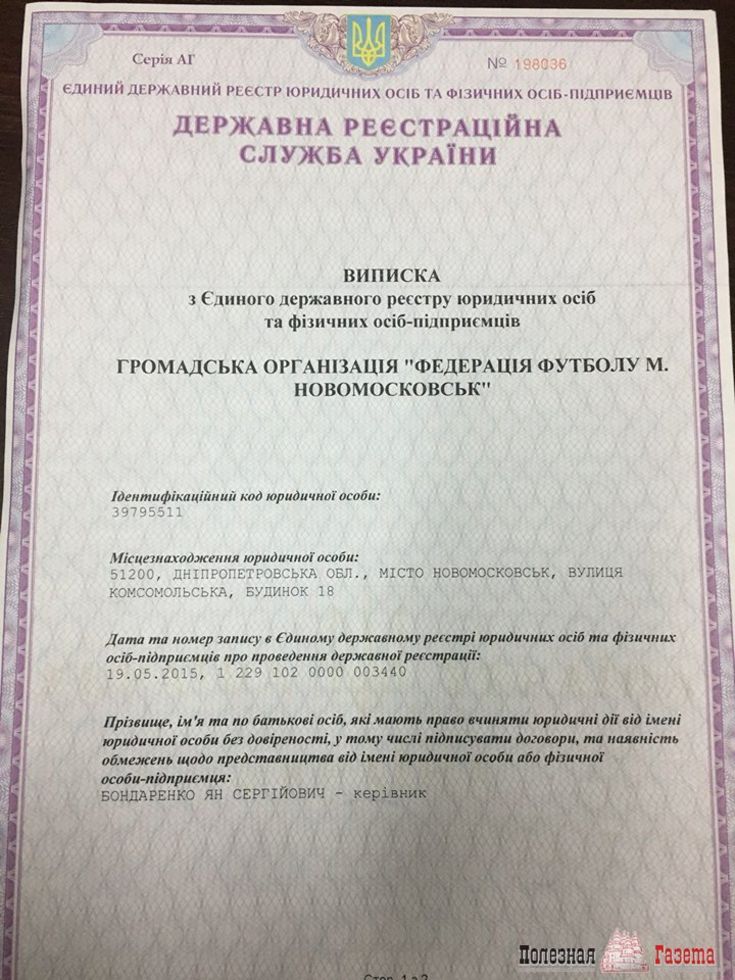 Серія АГ
№ 198036
ЄДИНИЙ ДЕРЖАВНИЙ РЕЄСТР ЮРИДИЧНИХ ОСІБ ТА ФІЗИЧНИХ ОСІБ-ПІДПРИЄМЦІВ
ДЕРЖАВНА РЕЄСТРАЦІЙНА
СЛУЖБА УКРАЇНИ
ВИПИСКА
з Єдиного державного реєстру юридичних осіб
та фізичних осіб-підприємців
ГРОМАДСЬКА ОРГАНІЗАЦІЯ "ФЕДЕРАЦІЯ ФУТБОЛУ М.
НОВОМОСКОВСЬК"
Ідентифікаційний код юридичної особи:
39795511
Місцезнаходження юридичної особи:
51200, ДНІПРОПЕТРОВСЬКА ОБЛ., МІСТО НОВОМОСКОВСЬК, ВУЛИЦЯ
КОМСОМОЛЬСЬКА, БУДИНОК 18
Дата та номер запису в Єдиному державному реєстрі юридичних осіб та фізичних
осіб-підприємців про проведення державної реєстрації:
19.05.2015, 1 229 102 0000 003440
Прізвище, ім'я та по батькові осіб, які мають право вчиняти юридичні дії від імені
юридичної особи без довіреності, у тому числі підписувати договори, та наявність
обмежень щодо представництва від імені юридичної особи або фізичної
особи-підприємця:
БОНДАРЕНКО ЯН СЕРГІЙОВИЧ - керівник
Стор. 1 з 2
Полезная Газета